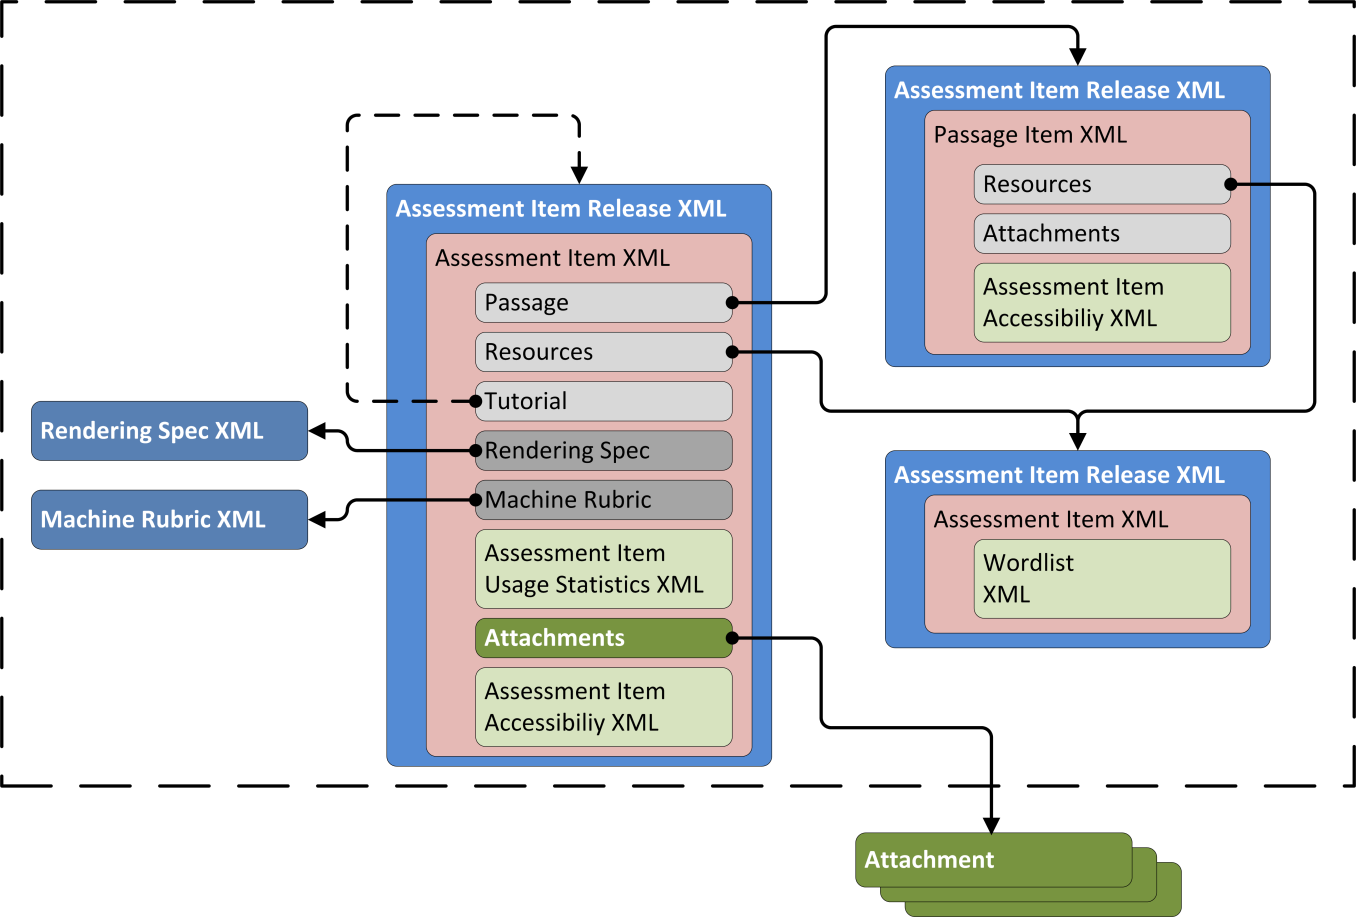 Assessment Item Release XML
Passage Item XML
Resources
Attachments
Assessment Item
Accessibiliy XML
Assessment Item Release XML
Assessment Item XML
Passage
Resources
Tutorial
Rendering Spec
Machine Rubric
Assessment Item
Usage Statistics XML
Attachments
Assessment Item
Accessibiliy XML
Rendering Spec XML
Machine Rubric XML
Assessment Item Release XML
Assessment Item XML
Wordlist
XML
Attachment